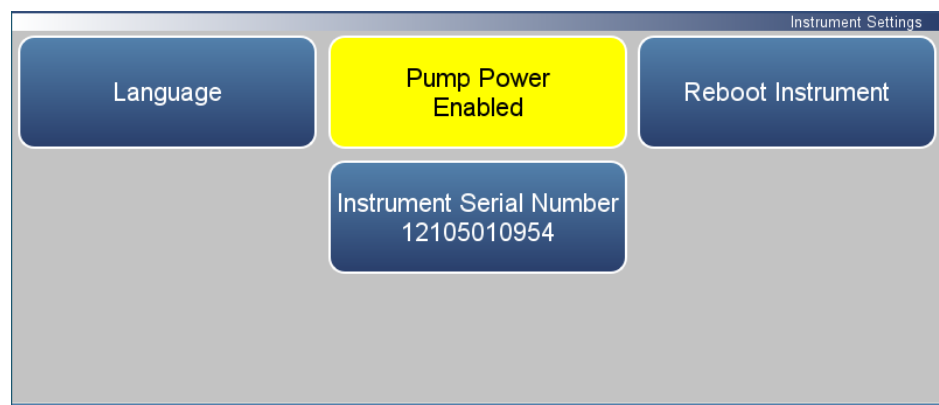 Instrument Settings
Language
Pump Power
Enabled
Reboot Instrument
Instrument Serial Number
12105010954